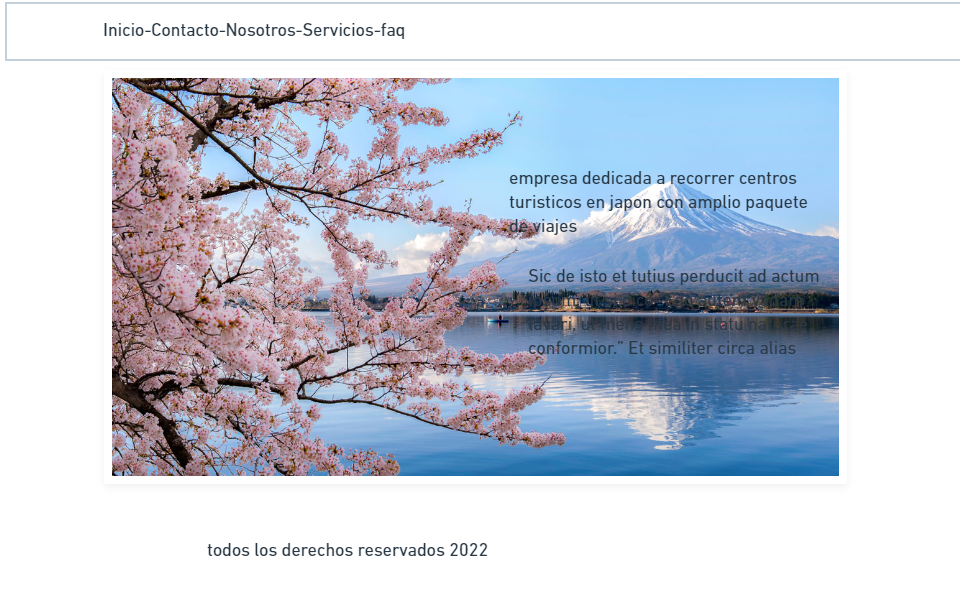 Inicio-Contacto-Nosotros-Servicios-faq
empresa dedicada a recorrer centros
turisticos en japon con amplio paquete
de viajes
Sic de isto et tutius perducit ad actum
conformior." Et similiter circa alias
todos los derechos reservados 2022